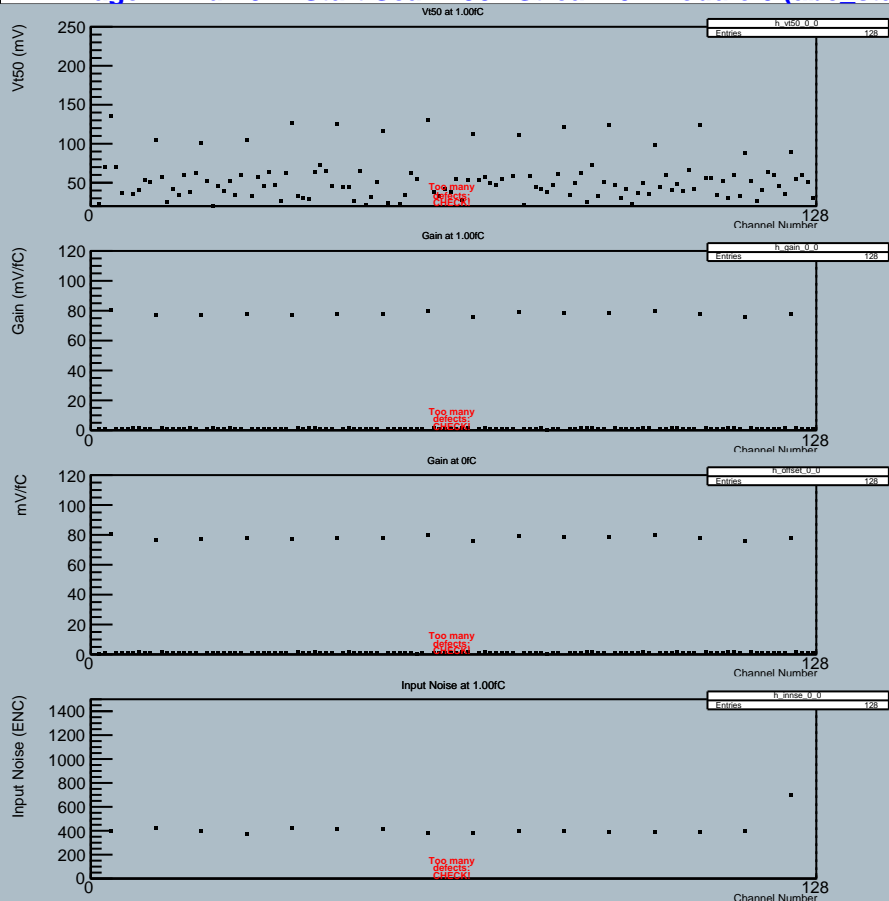 Vt50 at 1.00fC
h_vt50_0_0
Entries 128
Vt50 (mV)
250
200
150
100
50
0
128
Too many
defects:
CHECK!
Channel Number
Gain at 1.00fC
h_gain_0_0
Entries 128
Gain (mV/fC)
120
100
80
60
40
20
0
0
128
Too many
defects:
CHECK!
Channel Number
Gain at 0fC
h_offset_0_0
Entries 128
mV/fC
120
100
80
60
40
20
0
0
128
Too many
defects:
CHECK!
Channel Number
Input Noise at 1.00fC
h_innse_0_0
Entries 128
Input Noise (ENC)
1400
1200
1000
800
600
400
200
0
0
128
Too many
defects:
CHECK!
Channel Number